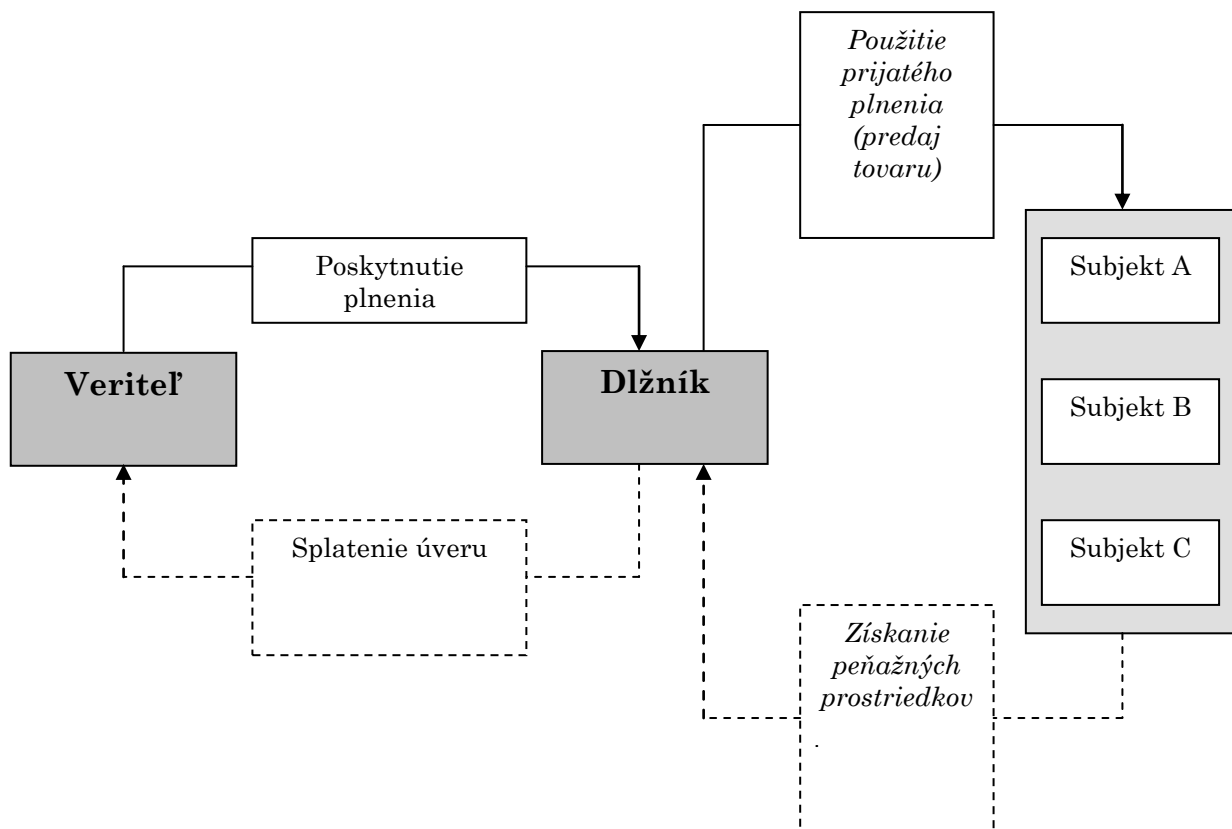 Použitie
prijatého
plnenia
(predaj
tovaru)
Poskytnutie
plnenia
Subjekt A
Veriteľ
Dlžník
Subjekt B
Splatenie úveru
Subjekt C
Získanie
peňažných
prostriedkov
.